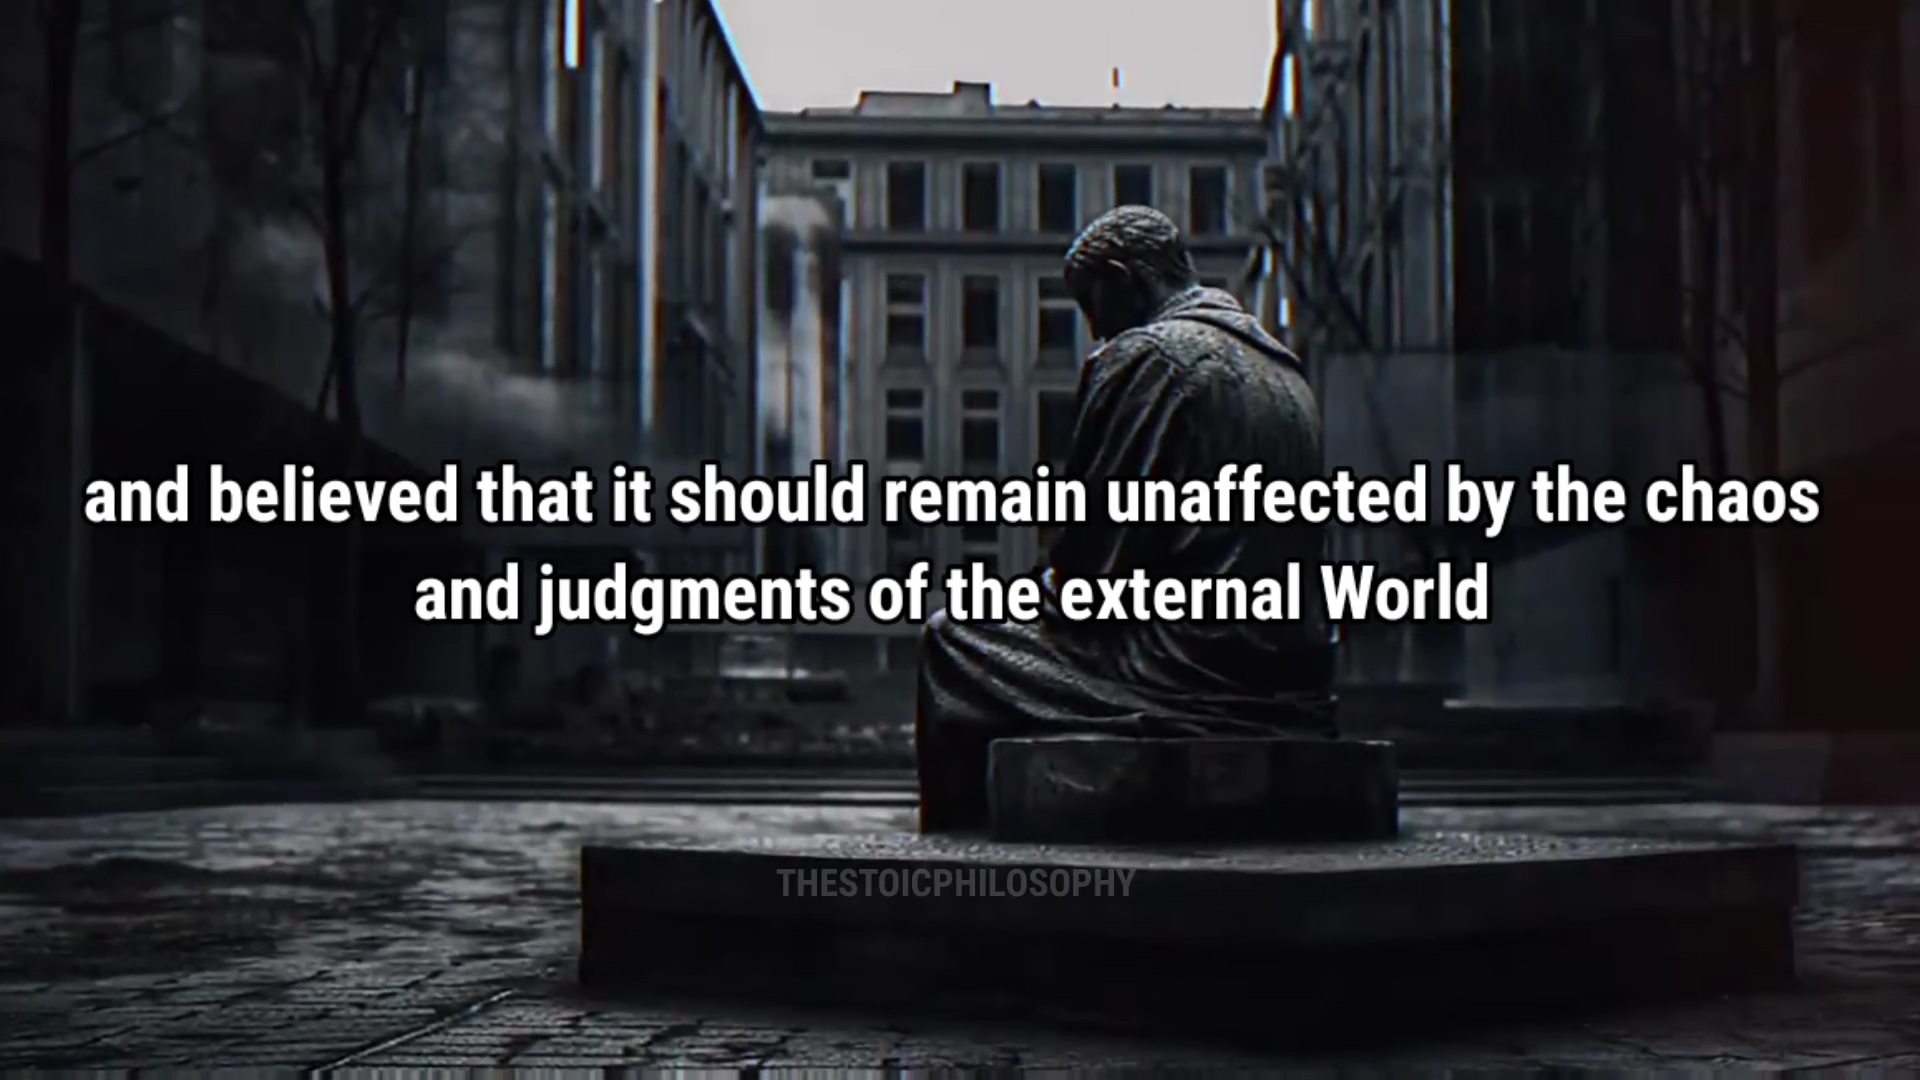 and believed that it should remain unaffected by the chaos
and judgments of the external World
THESTOICPHILOSOPHY